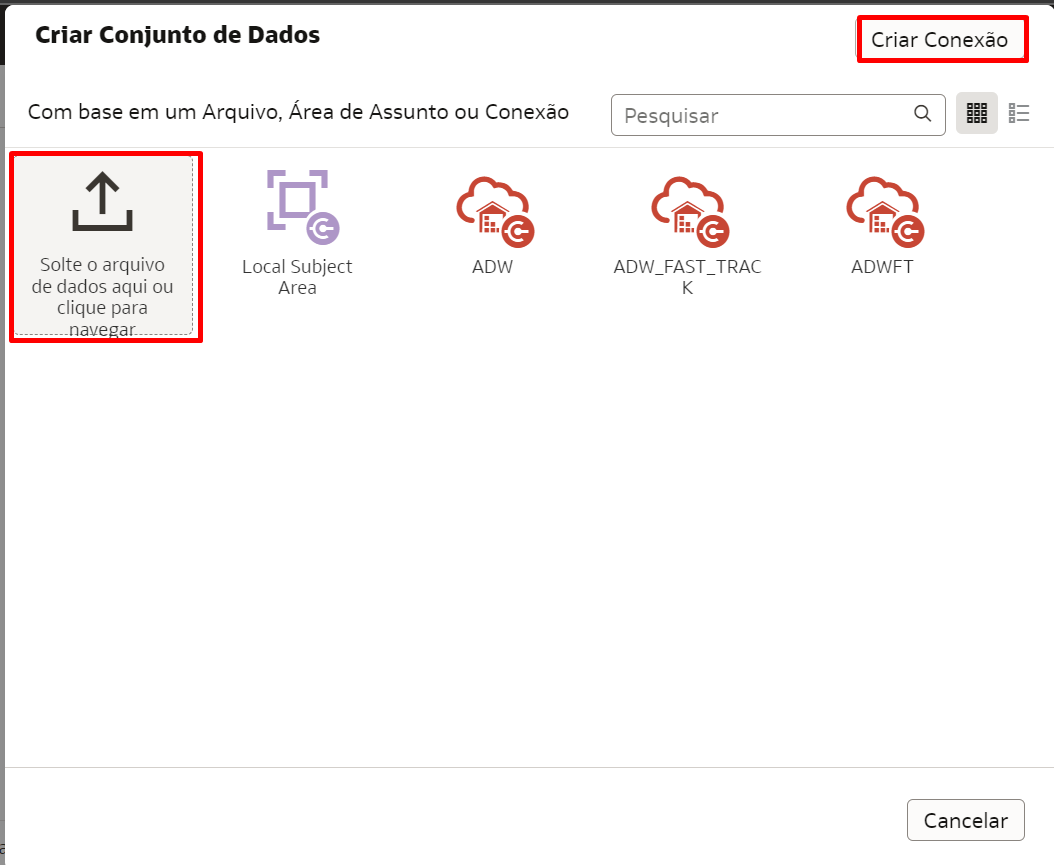 Criar Conjunto de Dados
Criar Conexão
Com base em um Arquivo, Área de Assunto ou Conexão
Pesquisar
Solte o arquivo
de dados aqui ou
clique para
navegar
Local Subject
Area
ADW
ADW_FAST_TRAC
K
ADWFT
Cancelar